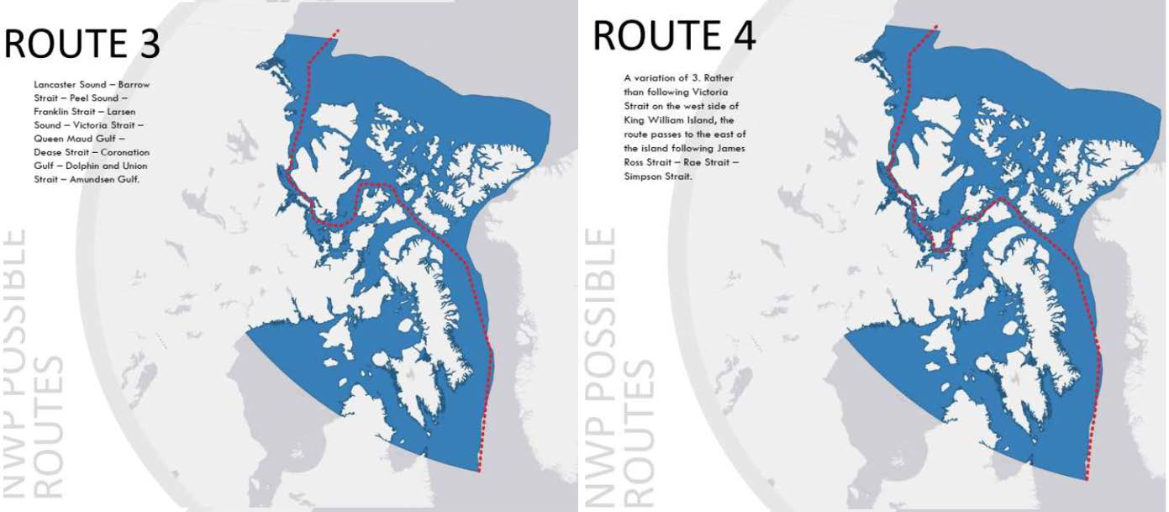 ROUTE 3
Lancaster Sound – Barrow
Strait – Peel Sound –
Franklin Strait – Larsen
Sound – Victoria Strait –
Queen Maud Gulf –
Dease Strait – Coronation
Gulf – Dolphin and Union
Strait – Amundsen Gulf.
NWP POSSIBLE
ROUTES
ROUTE 4
A variation of 3. Rather
than following Victoria
Strait on the west side of
King William Island, the
route passes to the east of
the island following James
Ross Strait – Rae Strait –
Simpson Strait.
NWP POSSIBLE
ROUTES